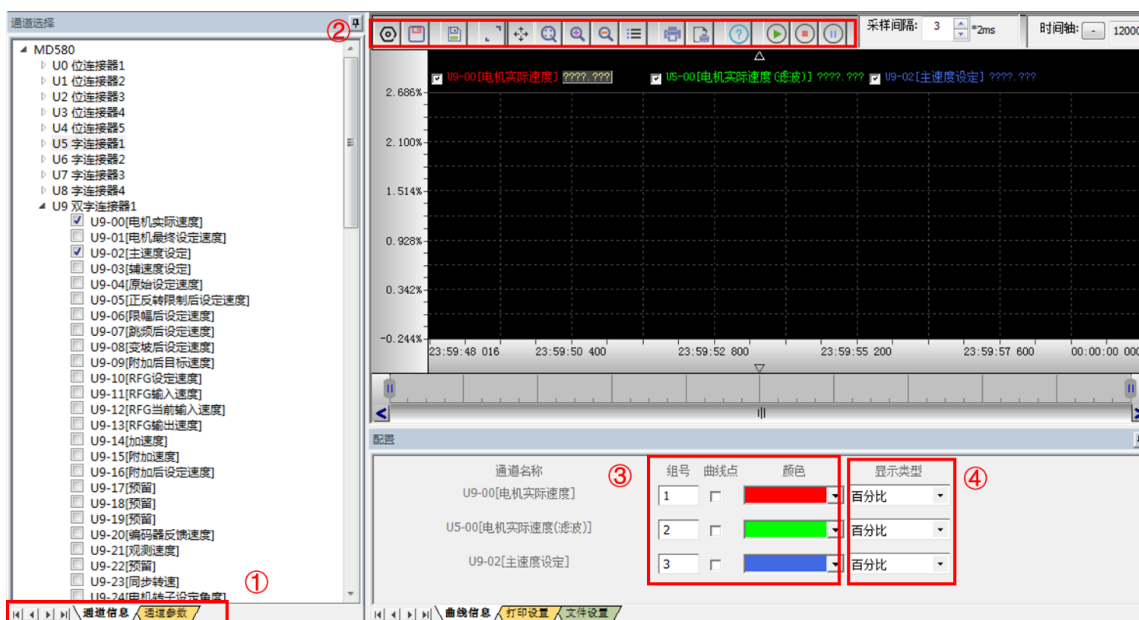 通道选择
MD580
U0 位连接器1
U1 位连接器2
U2 位连接器3
U3 位连接器4
U4 位连接器5
U5 字连接器1
U6 字连接器2
U7 字连接器3
U8 字连接器4
U9 双字连接器1
U9-00[电机实际速度]
U9-01[电机最终设定速度]
U9-02[主速度设定]
U9-03[辅速度设定]
U9-04[原始设定速度]
U9-05[正反转限制后设定速度]
U9-06[限幅后设定速度]
U9-07[跳频后设定速度]
U9-08[变坡后设定速度]
U9-09[附加后目标速度]
U9-10[RFG设定速度]
U9-11[RFG输入速度]
U9-12[RFG当前输入速度]
U9-13[RFG输出速度]
U9-14[加速度]
U9-15[附加速度]
U9-16[附加后设定速度]
U9-17[预留]
U9-18[预留]
U9-19[预留]
U9-20[编码器反馈速度]
U9-21[观测速度]
U9-22[预留]
U9-23[同步转速]
U9-24[电机转子设定角度]
①
通道信息 通道参数
②
采样间隔: 3 *2ms 时间轴: - 12000
U9-00[电机实际速度] ????.??? U5-00[电机实际速度(滤波)] ????.??? U9-02[主速度设定] ????.???
2.686%
2.100%
1.514%
0.928%
0.342%
-0.244%
23:59:48 016 23:59:50 400 23:59:52 800 23:59:55 200 23:59:57 600 00:00:00 000
配置
通道名称 ③ 组号 曲线点 颜色 显示类型 ④
U9-00[电机实际速度] 1 百分比
U5-00[电机实际速度(滤波)] 2 百分比
U9-02[主速度设定] 3 百分比
曲线信息 打印设置 文件设置